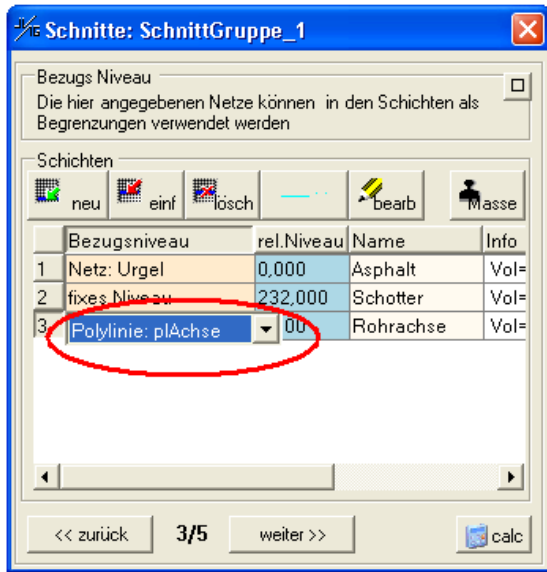 Schnitte: SchnittGruppe_1
Bezugs Niveau
Die hier angegebenen Netze können in den Schichten als
Begrenzungen verwendet werden
Schichten
neu einf lösch bearb Masse
Bezugsniveau rel.Niveau Name Info
1 Netz: Urgel 0,000 Asphalt Vol=
2 fixes Niveau 232,000 Schotter Vol=
3 Polylinie: plAchse 00 Rohrachse Vol=
<< zurück 3/5 weiter >> calc